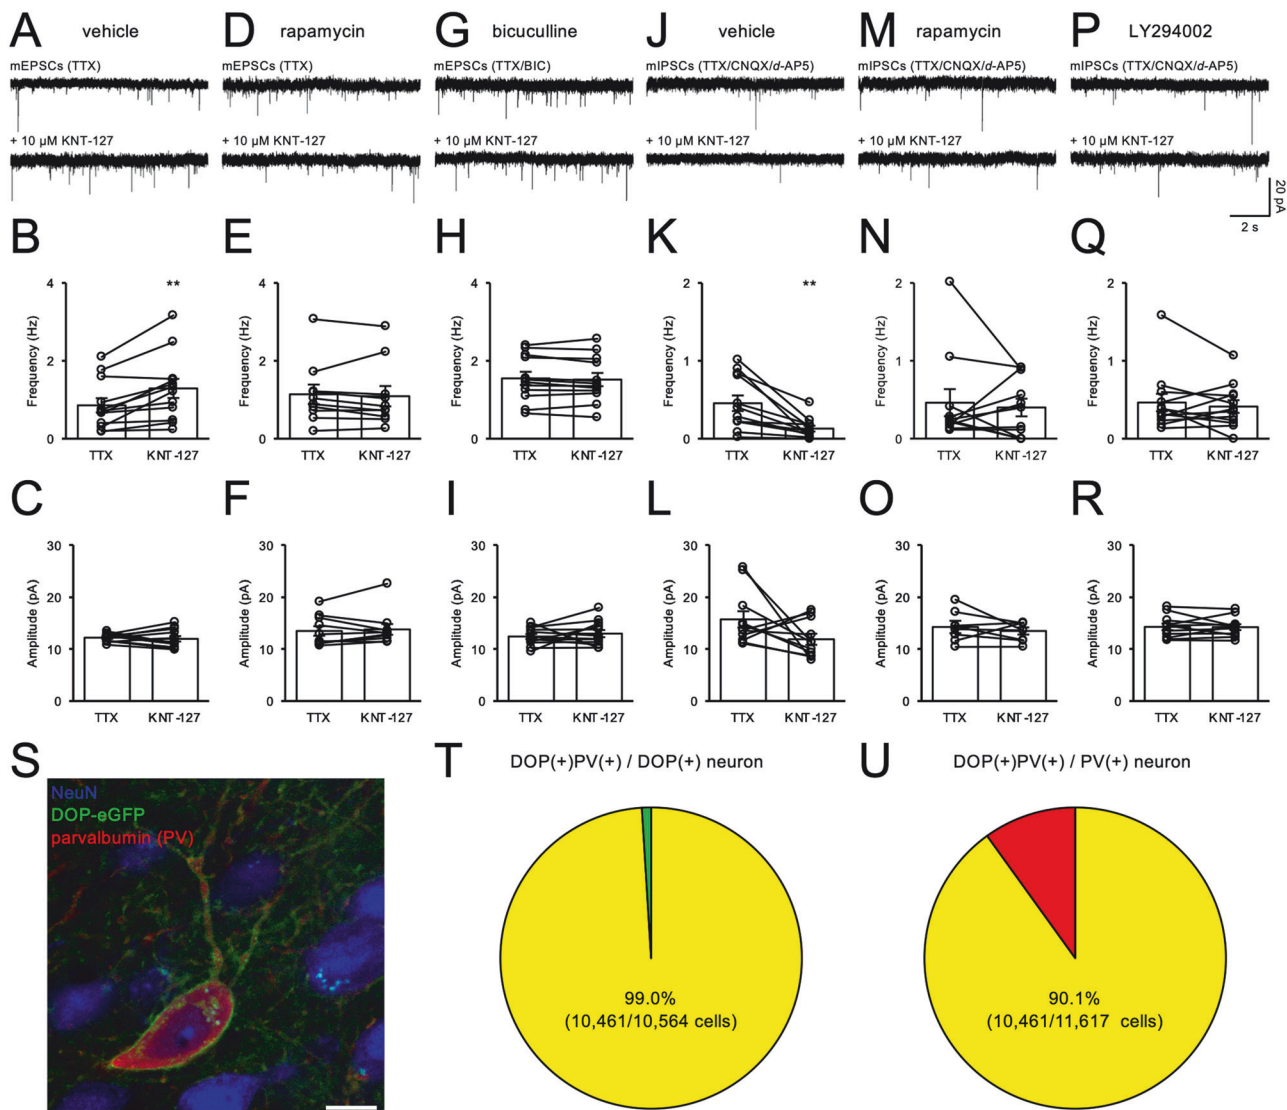 A vehicle
D rapamycin
G bicuculline
J vehicle
M rapamycin
P LY294002
mEPSCs (TTX)
mEPSCs (TTX)
mEPSCs (TTX/BIC)
mIPSCs (TTX/CNQX/d-AP5)
mIPSCs (TTX/CNQX/d-AP5)
mIPSCs (TTX/CNQX/d-AP5)
+ 10 µM KNT-127
+ 10 µM KNT-127
+ 10 µM KNT-127
+ 10 µM KNT-127
+ 10 µM KNT-127
+ 10 µM KNT-127
20 pA
2 s
B
**
Frequency (Hz)
4
2
0
TTX KNT-127
E
Frequency (Hz)
4
2
0
TTX KNT-127
H
Frequency (Hz)
4
2
0
TTX KNT-127
K
**
Frequency (Hz)
2
1
0
TTX KNT-127
N
Frequency (Hz)
2
1
0
TTX KNT-127
Q
Frequency (Hz)
2
1
0
TTX KNT-127
C
Amplitude (pA)
30
20
10
0
TTX KNT-127
F
Amplitude (pA)
30
20
10
0
TTX KNT-127
I
Amplitude (pA)
30
20
10
0
TTX KNT-127
L
Amplitude (pA)
30
20
10
0
TTX KNT-127
O
Amplitude (pA)
30
20
10
0
TTX KNT-127
R
Amplitude (pA)
30
20
10
0
TTX KNT-127
S
NeuN
DOP-eGFP
parvalbumin (PV)
T
DOP(+)PV(+) / DOP(+) neuron
99.0%
(10,461/10,564 cells)
U
DOP(+)PV(+) / PV(+) neuron
90.1%
(10,461/11,617 cells)